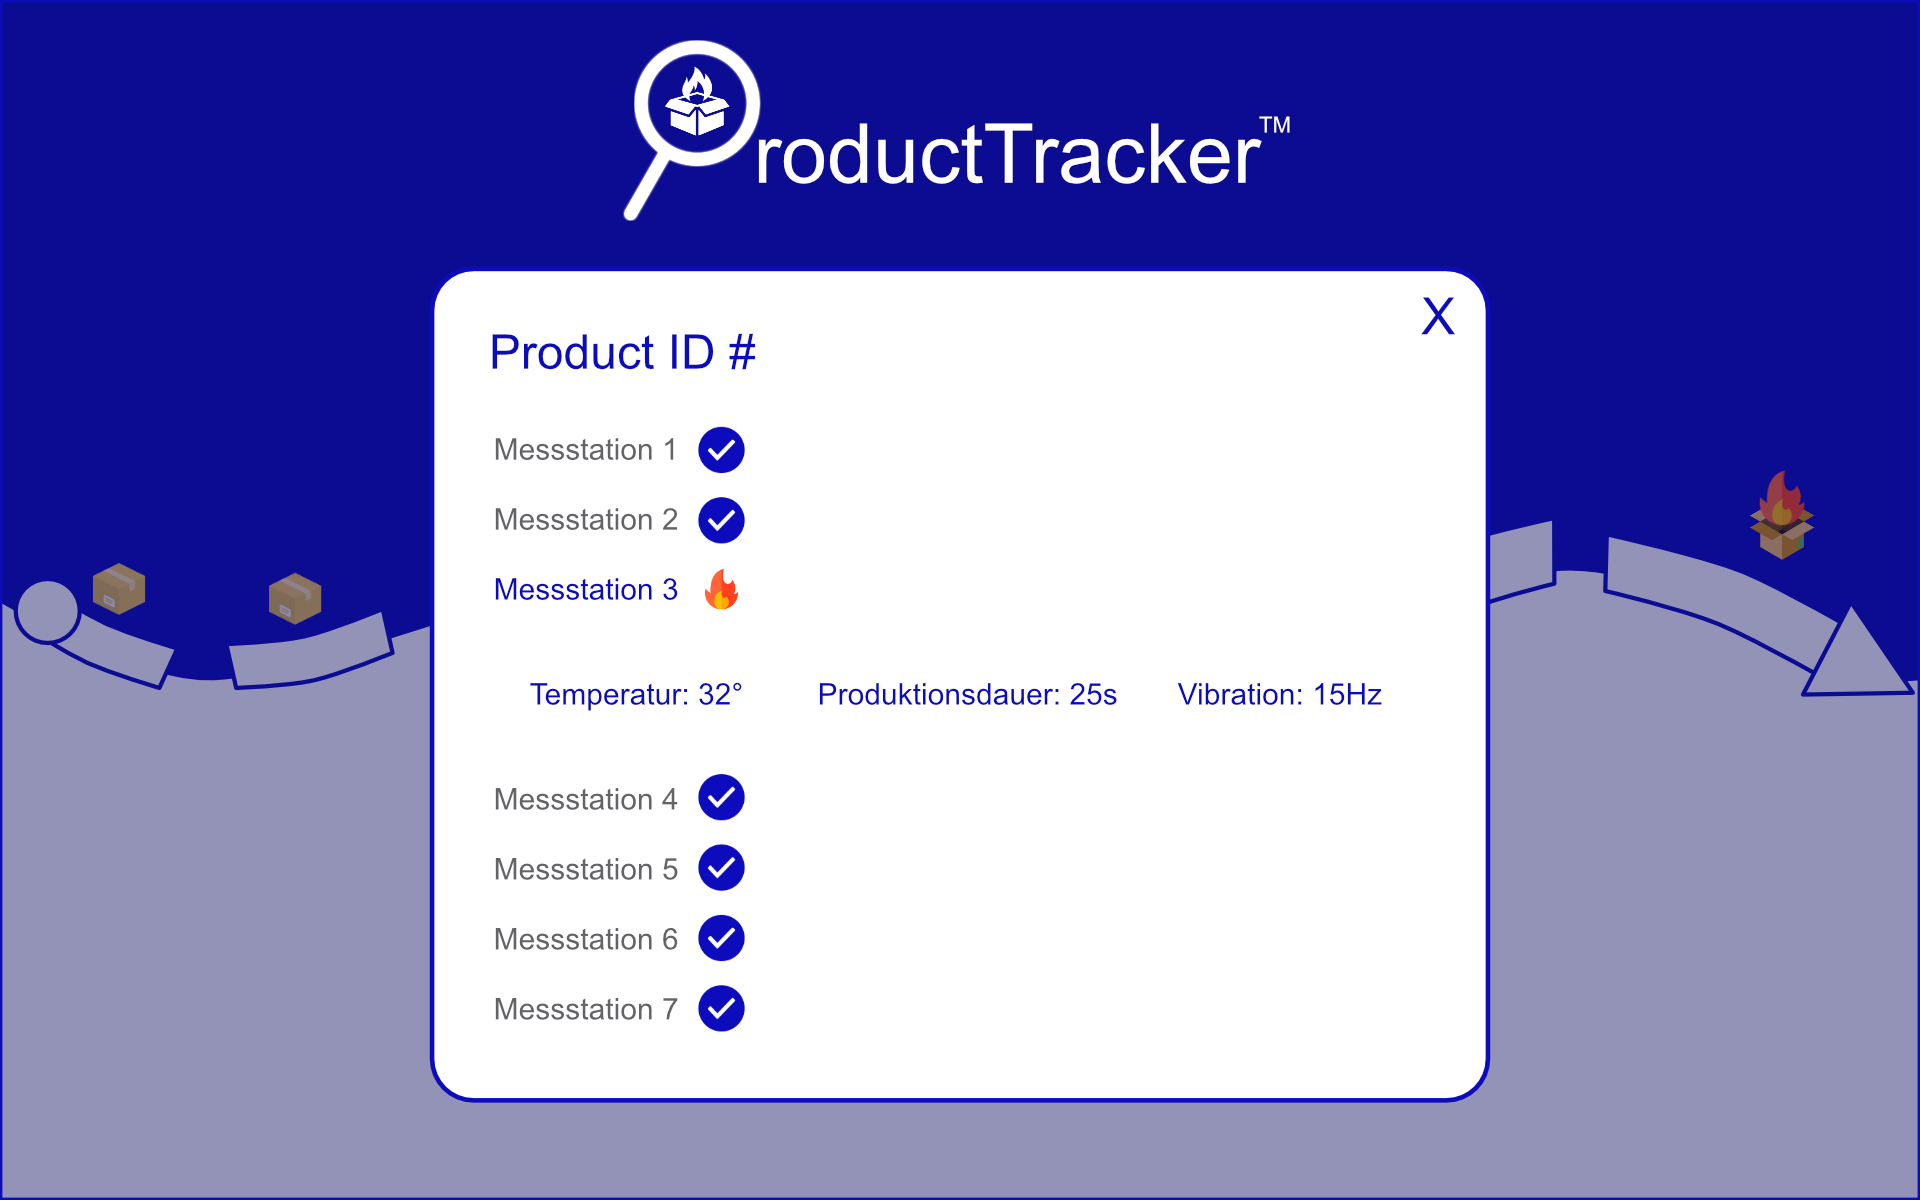 roductTracker™
X
Product ID #
Messstation 1
Messstation 2
Messstation 3
Temperatur: 32° Produktionsdauer: 25s Vibration: 15Hz
Messstation 4
Messstation 5
Messstation 6
Messstation 7